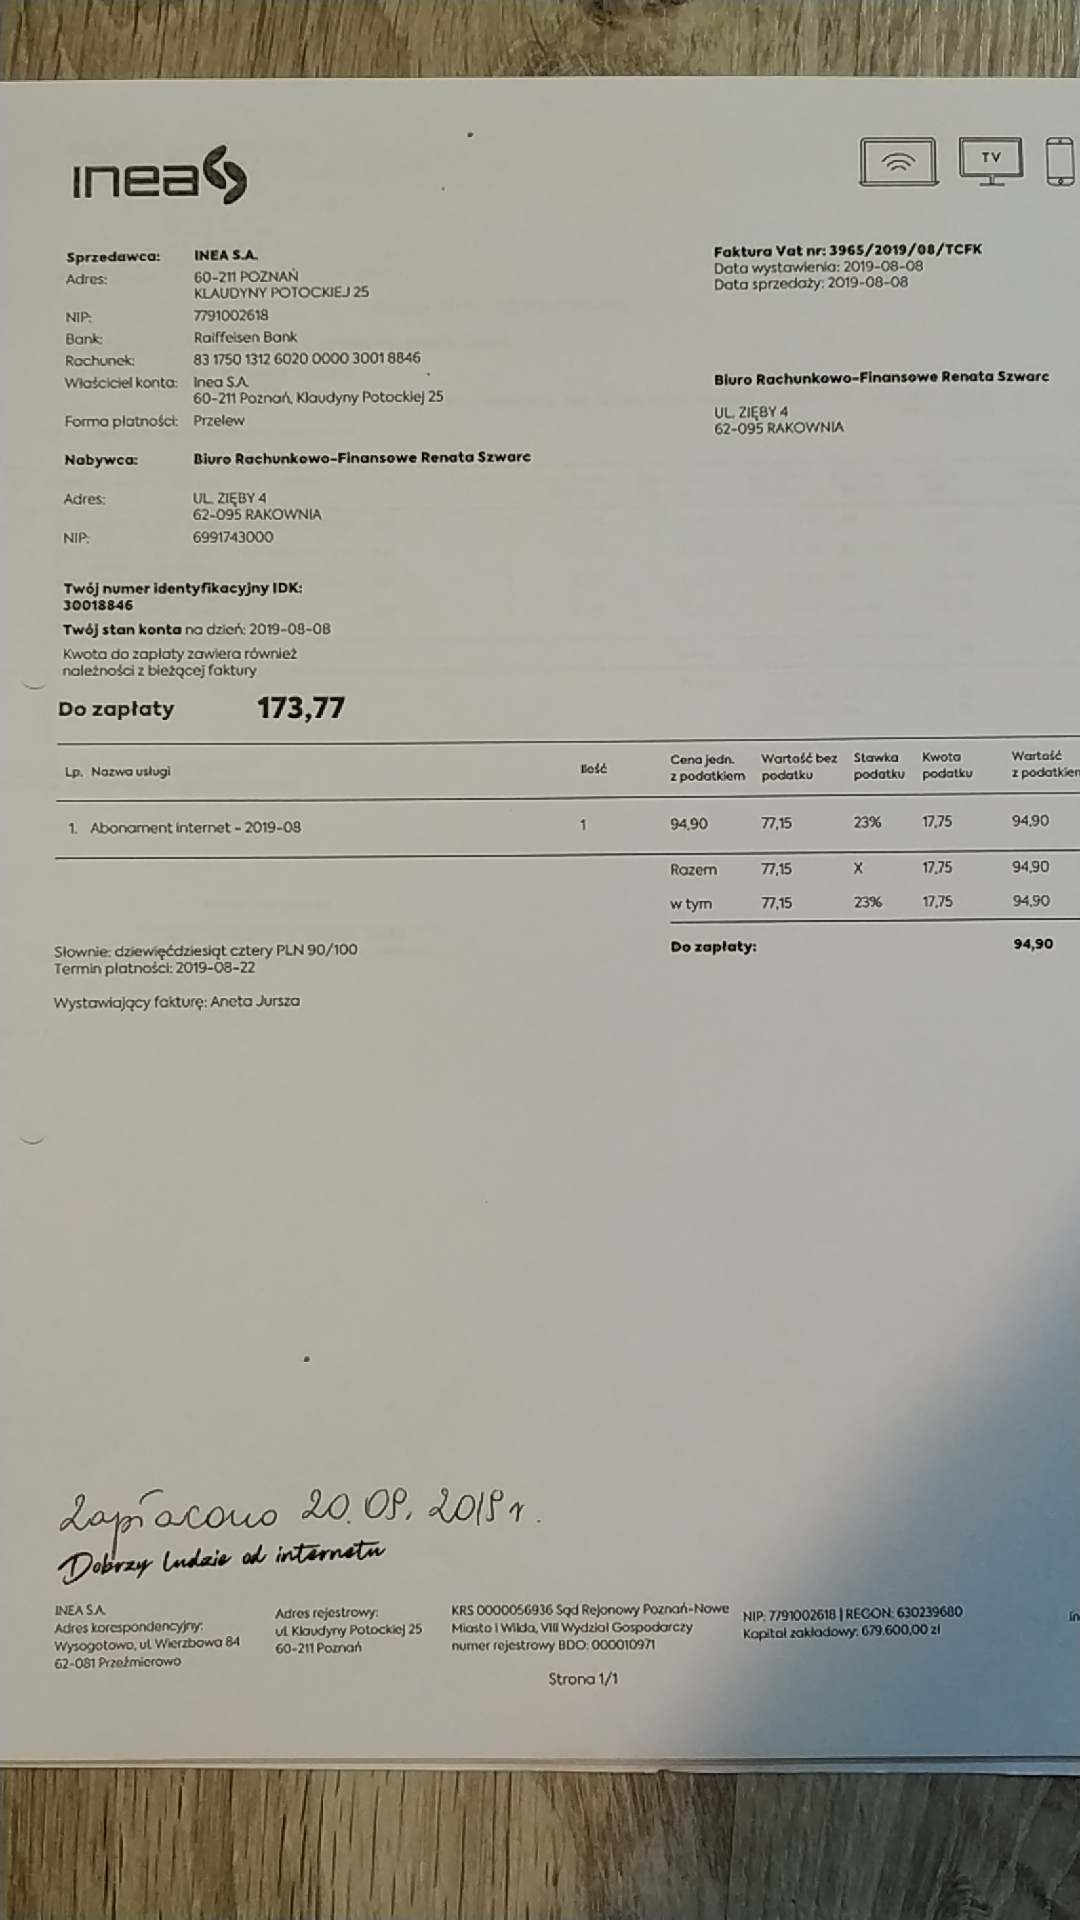 inea
TV
Sprzedawca: INEA S.A.
Adres: 60-211 POZNAŃ
KLAUDYNY POTOCKIEJ 25
NIP: 7791002618
Bank: Raiffeisen Bank
Rachunek: 83 1750 1312 6020 0000 3001 8846
Właściciel konta: Inea S.A.
60-211 Poznań, Klaudyny Potockiej 25
Forma płatności: Przelew
Faktura Vat nr: 3965/2019/08/TCFK
Data wystawienia: 2019-08-08
Data sprzedaży: 2019-08-08
Biuro Rachunkowo-Finansowe Renata Szwarc
UL. ZIĘBY 4
62-095 RAKOWNIA
Nabywca: Biuro Rachunkowo-Finansowe Renata Szwarc
Adres: UL. ZIĘBY 4
62-095 RAKOWNIA
NIP: 6991743000
Twój numer identyfikacyjny IDK:
30018846
Twój stan konta na dzień: 2019-08-08
Kwota do zapłaty zawiera również
należności z bieżącej faktury
Do zapłaty 173,77
Lp. Nazwa usługi Ilość Cena jedn. z podatkiem Wartość bez podatku Stawka podatku Kwota podatku Wartość z podatkiem
1. Abonament internet - 2019-08 1 94,90 77,15 23% 17,75 94,90
Razem 77,15 X 17,75 94,90
w tym 77,15 23% 17,75 94,90
Do zapłaty: 94,90
Słownie: dziewięćdziesiąt cztery PLN 90/100
Termin płatności: 2019-08-22
Wystawiający fakturę: Aneta Jursza
Zapłacono 20.08.2019 r.
Dobrzy ludzie od internetu
INEA S.A.
Adres korespondencyjny:
Wysogotowo, ul. Wierzbowa 84
62-081 Przeźmierowo
Adres rejestrowy:
ul. Klaudyny Potockiej 25
60-211 Poznań
KRS 0000056936 Sąd Rejonowy Poznań-Nowe
Miasto i Wilda, VIII Wydział Gospodarczy
numer rejestrowy BDO: 000010971
NIP: 7791002618 | REGON: 630239680
Kapitał zakładowy: 679.600,00 zł
Strona 1/1